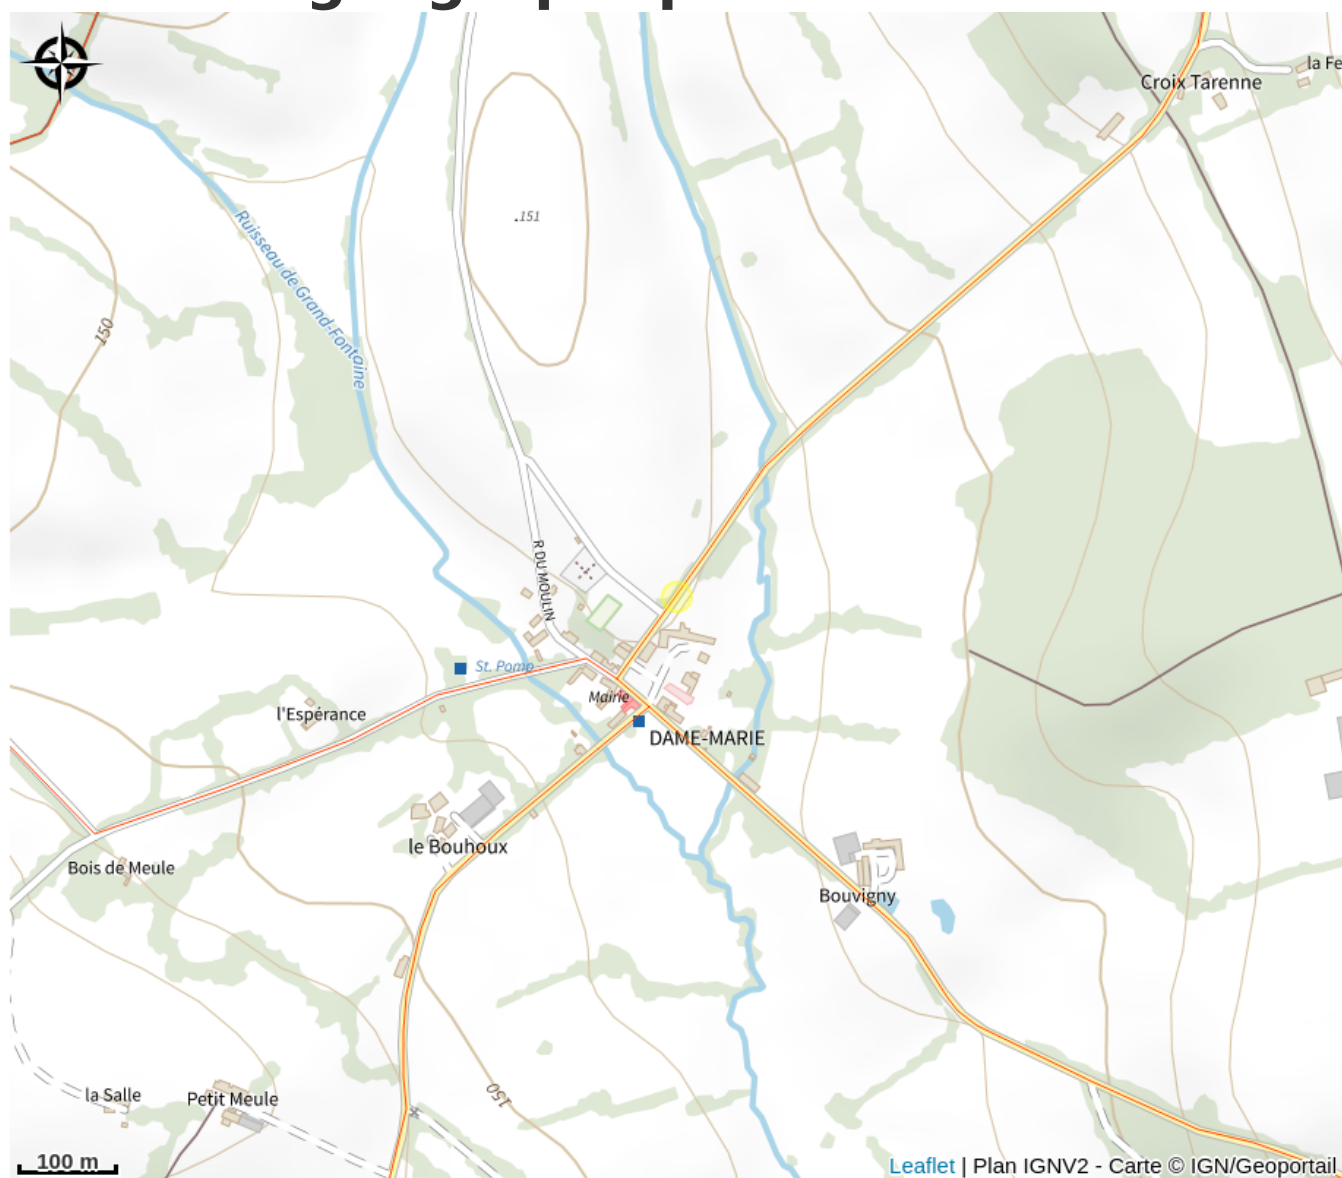 Croix Tarenne
la Fe
.151
Ruisseau de Grand-Fontaine
150
R DU MOULIN
St. Pomp
Mairie
l'Espérance
DAME-MARIE
le Bouhoux
Bois de Meule
Bouvigny
la Salle
Petit Meule
150
100 m
Leaflet | Plan IGNV2 - Carte © IGN/Geoportail